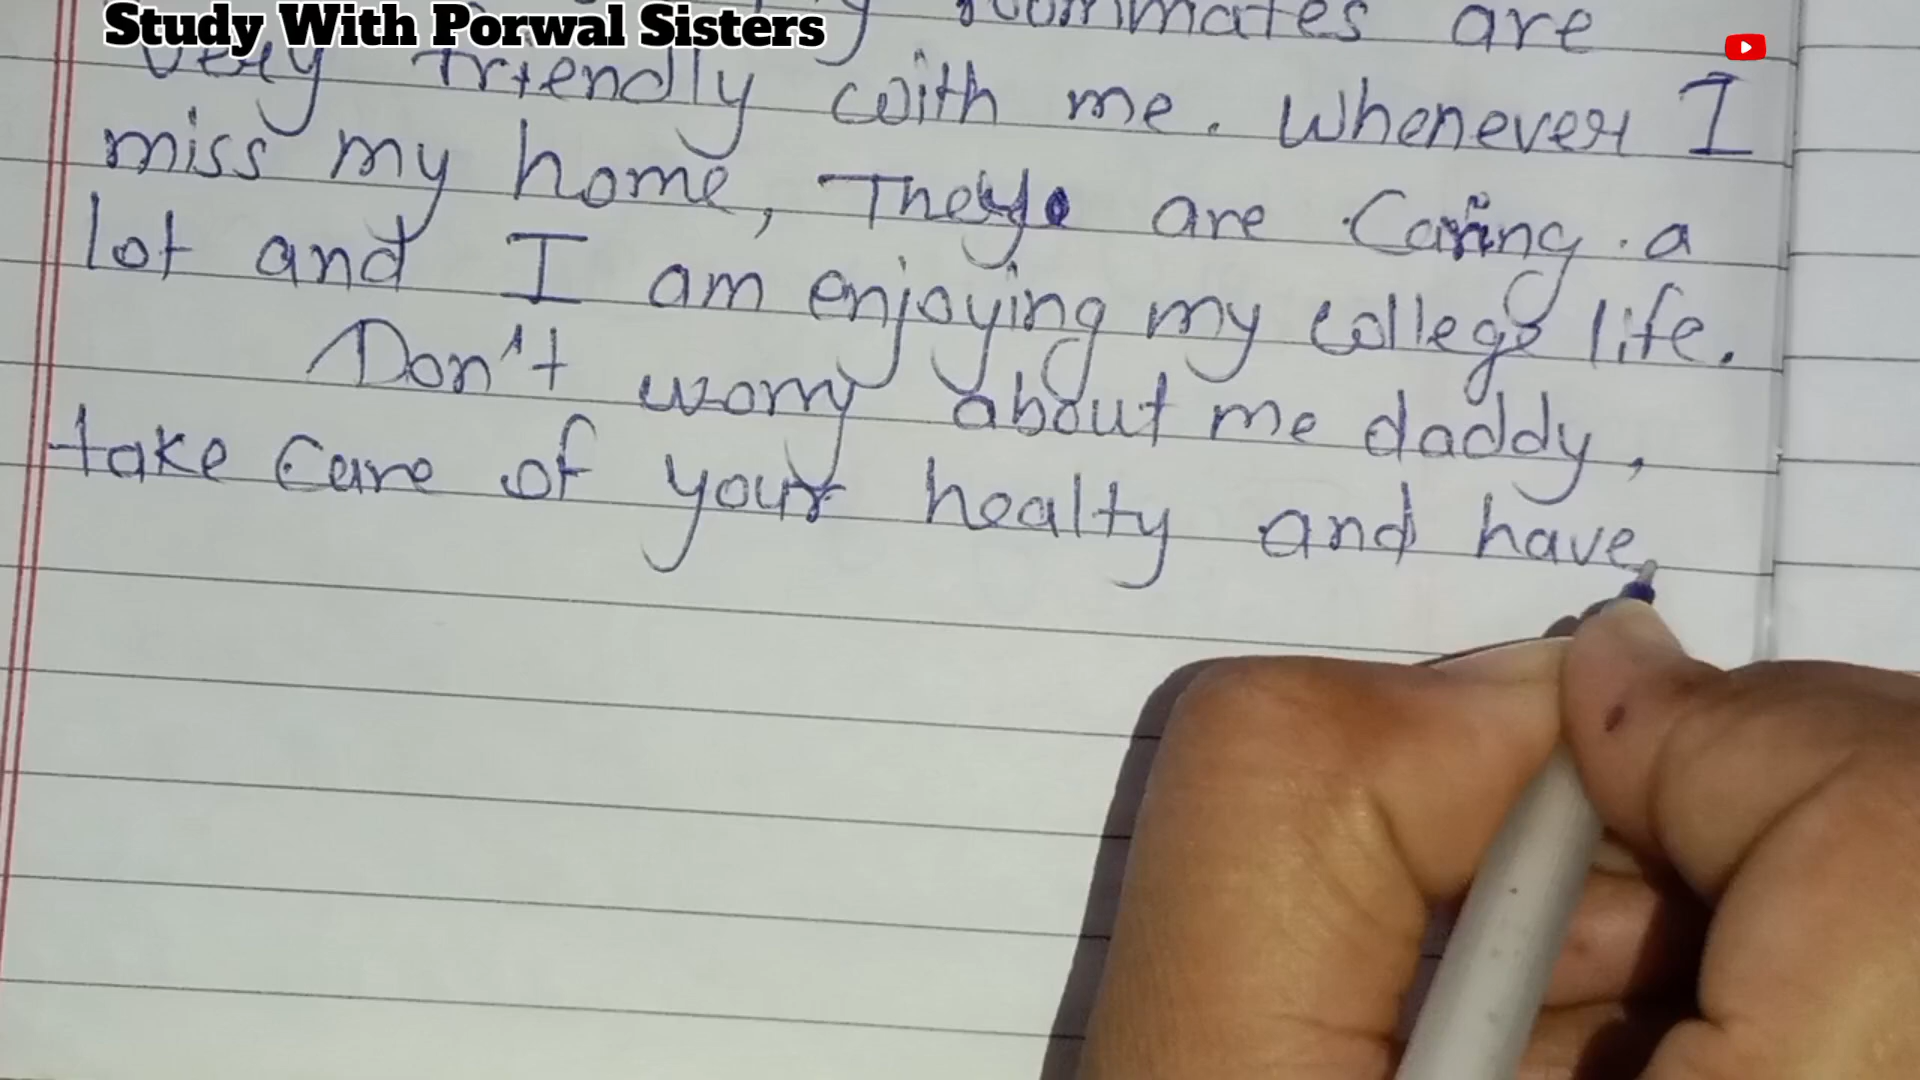 Study With Porwal Sisters
roommates are
very friendly with me. Whenever I
miss my home, They are Caring a
lot and I am enjoying my college life.
Don't worry about me daddy,
take care of your healty and have